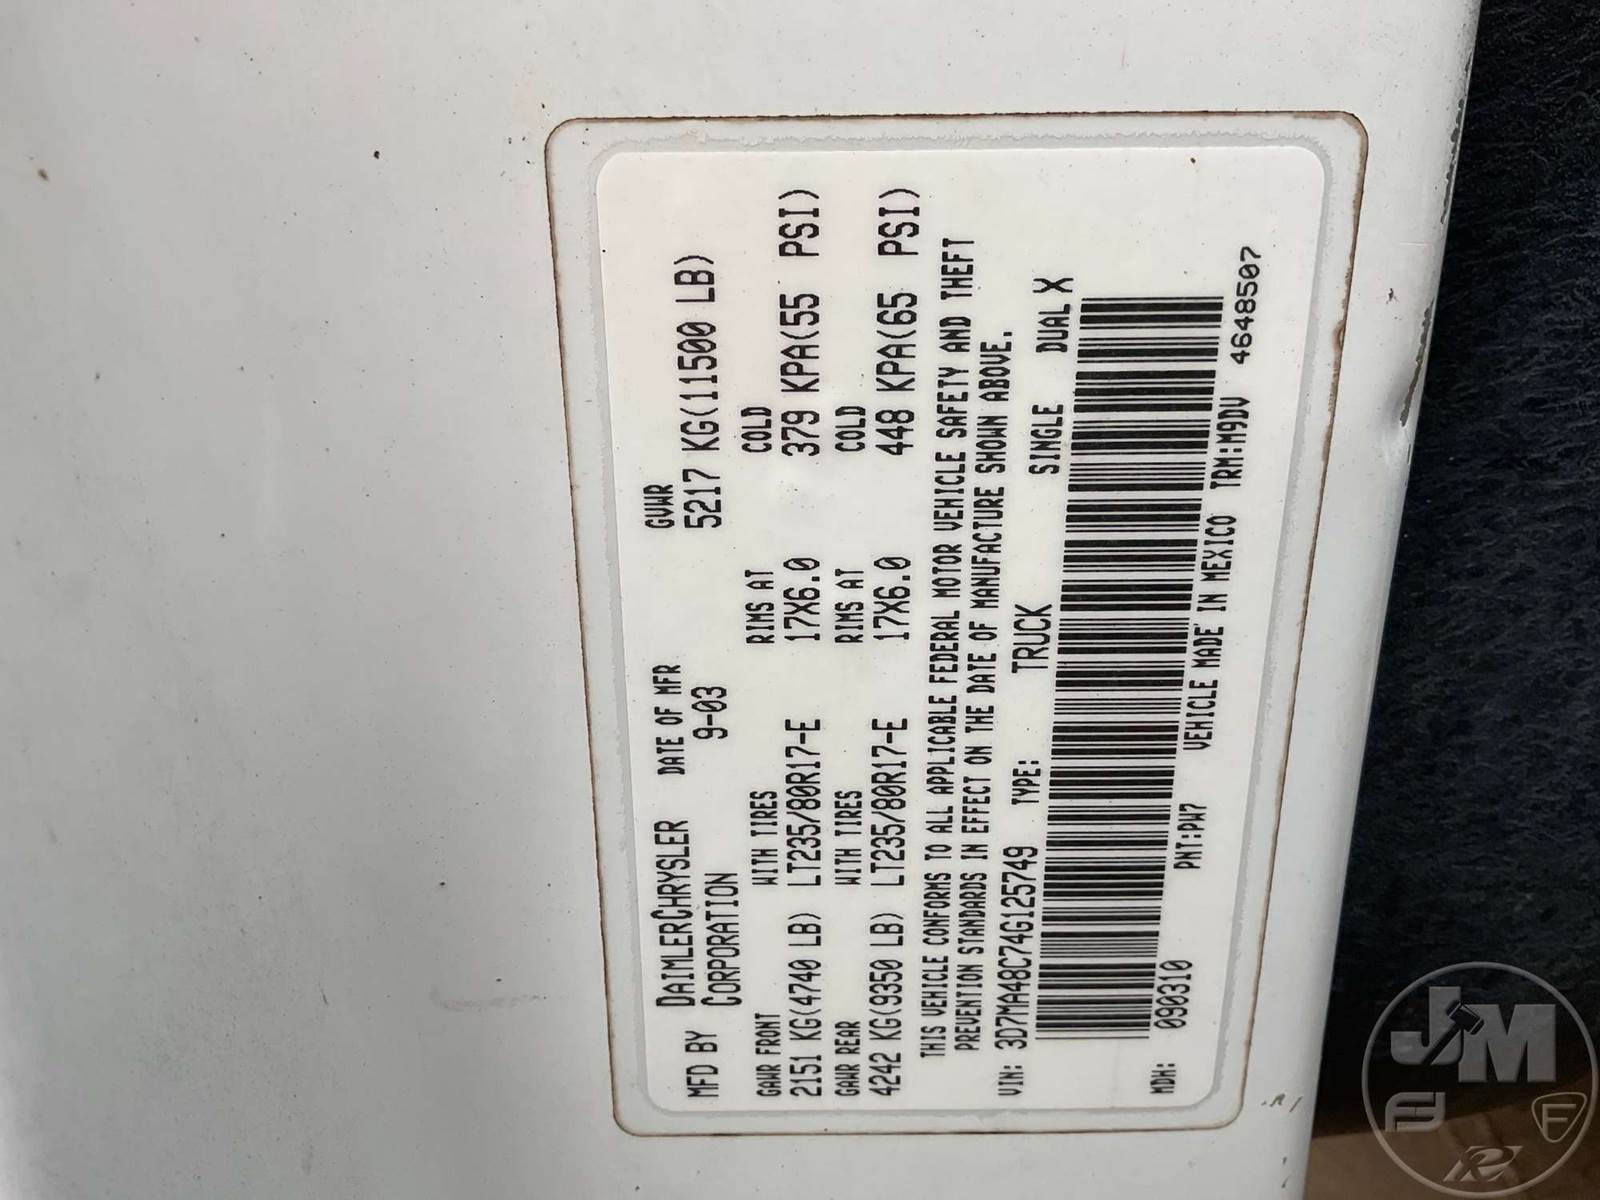 MFD BY DAIMLERCHRYSLER DATE OF MFR GVWR
CORPORATION 9-03 5217 KG(11500 LB)
GAWR FRONT WITH TIRES RIMS AT COLD
2151 KG(4740 LB) LT235/80R17-E 17X6.0 379 KPA(55 PSI)
GAWR REAR WITH TIRES RIMS AT COLD
4242 KG(9350 LB) LT235/80R17-E 17X6.0 448 KPA(65 PSI)
THIS VEHICLE CONFORMS TO ALL APPLICABLE FEDERAL MOTOR VEHICLE SAFETY AND THEFT
PREVENTION STANDARDS IN EFFECT ON THE DATE OF MANUFACTURE SHOWN ABOVE.
VIN: 3D7MA48C74G125749 TYPE: TRUCK SINGLE DUAL X
MDH: 090310 PNT:PW7 VEHICLE MADE IN MEXICO TRM:M9DV 4648507
JM